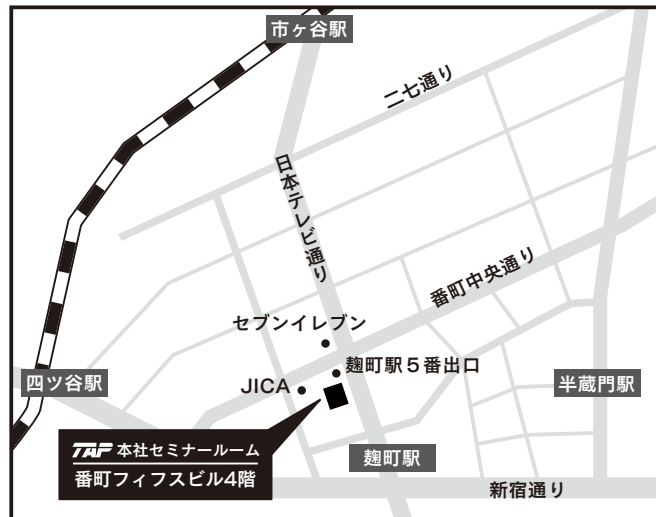 市ヶ谷駅
二七通り
日本テレビ通り
番町中央通り
セブンイレブン
麹町駅5番出口
四ツ谷駅
JICA
半蔵門駅
TAP 本社セミナールーム
番町フィフスビル4階
麹町駅
新宿通り